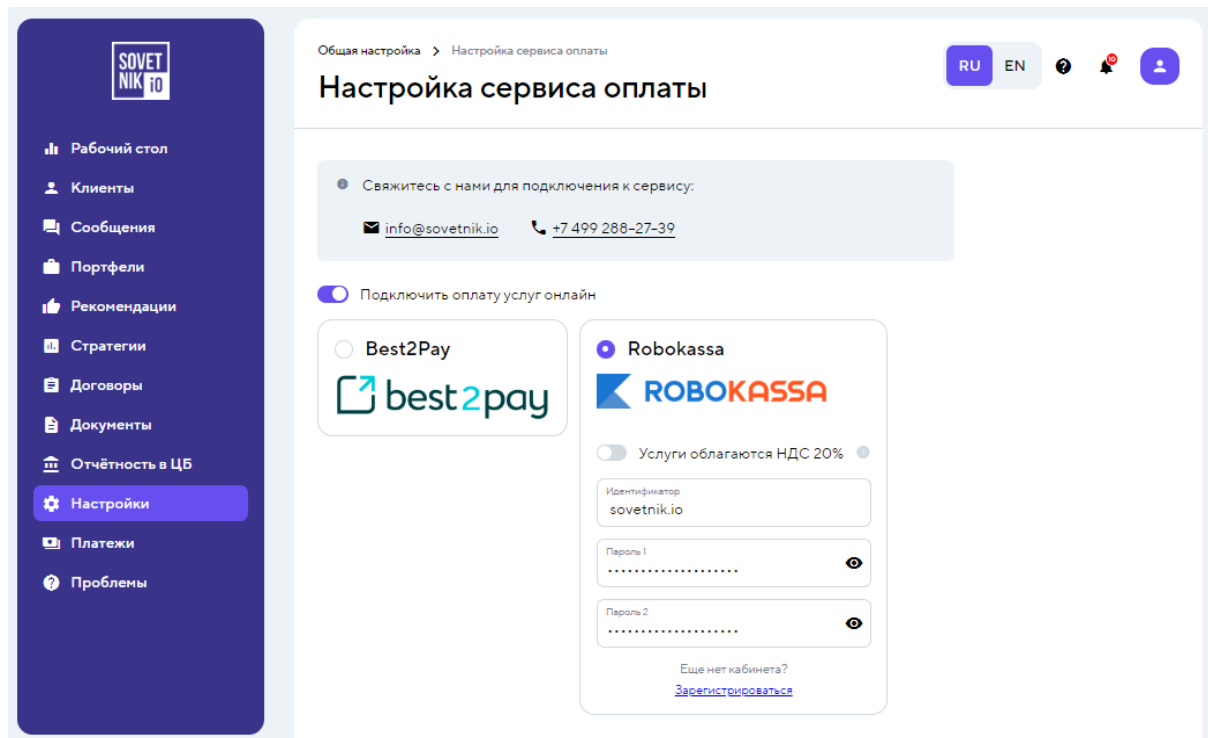 SOVET
NIK iO
Рабочий стол
Клиенты
Сообщения
Портфели
Рекомендации
Стратегии
Договоры
Документы
Отчётность в ЦБ
Настройки
Платежи
Проблемы
Общая настройка > Настройка сервиса оплаты
Настройка сервиса оплаты
RU EN
10
Свяжитесь с нами для подключения к сервису:
info@sovetnik.io +7 499 288-27-39
Подключить оплату услуг онлайн
Best2Pay
best2pay
Robokassa
ROBOKASSA
Услуги облагаются НДС 20%
Идентификатор
sovetnik.io
Пароль 1
....................
Пароль 2
....................
Еще нет кабинета?
Зарегистрироваться